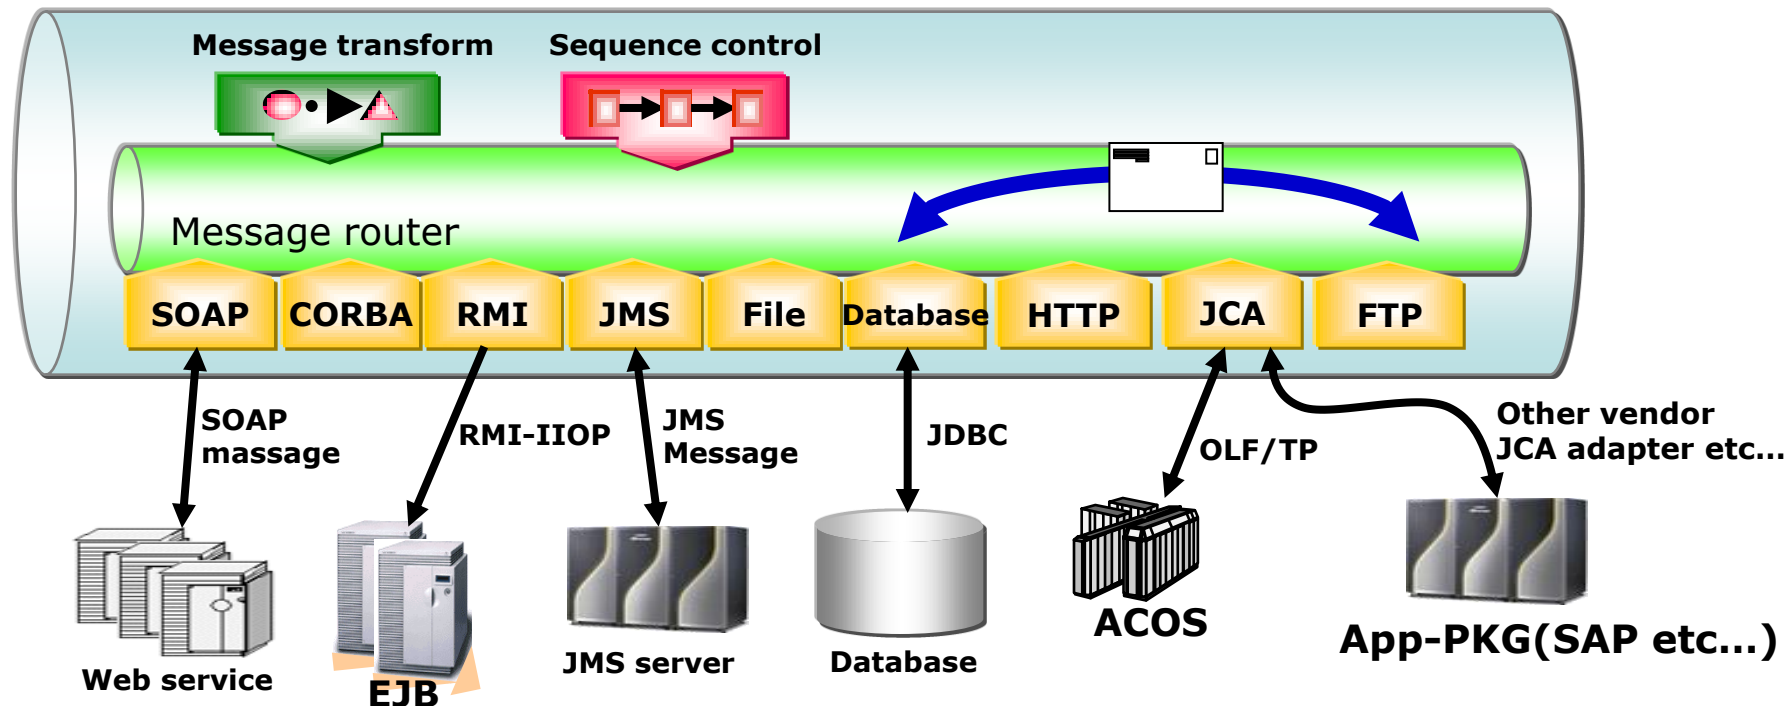 Message transform
Sequence control
Message router
SOAP
CORBA
RMI
JMS
File
Database
HTTP
JCA
FTP
SOAP
massage
RMI-IIOP
JMS
Message
JDBC
OLF/TP
Other vendor
JCA adapter etc...
Web service
EJB
JMS server
Database
ACOS
App-PKG(SAP etc...)